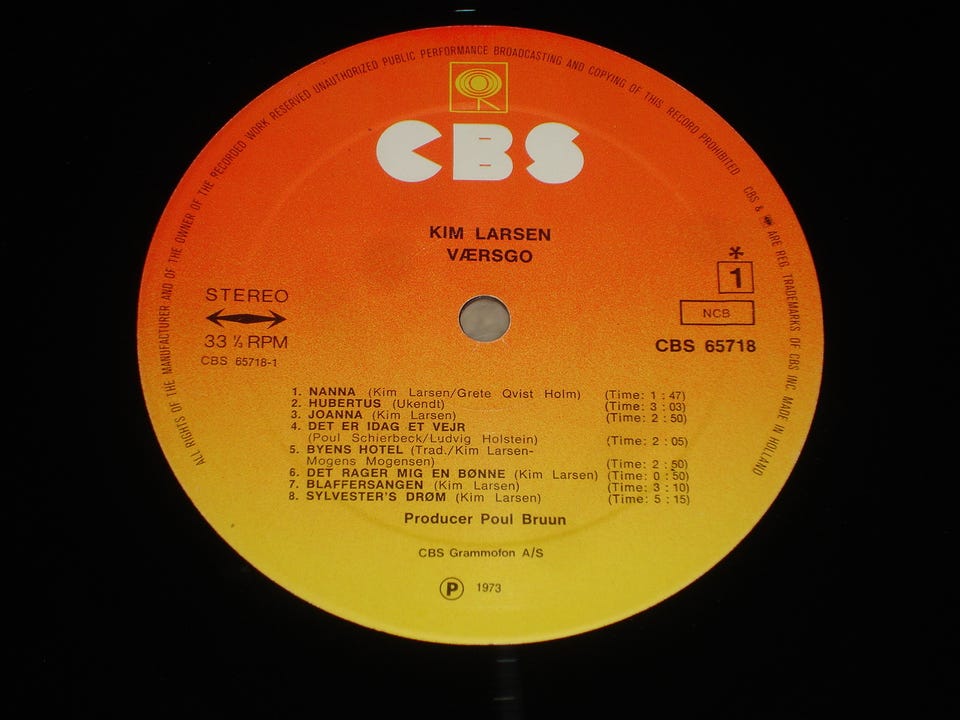 ALL RIGHTS OF THE MANUFACTURER AND OF THE OWNER OF THE RECORDED WORK RESERVED UNAUTHORIZED PUBLIC PERFORMANCE BROADCASTING AND COPYING OF THIS RECORD PROHIBITED
CBS & ARE REG. TRADEMARKS OF CBS INC. MADE IN HOLLAND
CBS
KIM LARSEN
VÆRSGO
STEREO
33 ⅓ RPM
CBS 65718-1
*
1
NCB
CBS 65718
1. NANNA (Kim Larsen/Grete Qvist Holm) (Time: 1 : 47)
2. HUBERTUS (Ukendt) (Time: 3 : 03)
3. JOANNA (Kim Larsen) (Time: 2 : 50)
4. DET ER IDAG ET VEJR
(Poul Schierbeck/Ludvig Holstein) (Time: 2 : 05)
5. BYENS HOTEL (Trad./Kim Larsen-
Mogens Mogensen) (Time: 2 : 50)
6. DET RAGER MIG EN BØNNE (Kim Larsen) (Time: 0 : 50)
7. BLAFFERSANGEN (Kim Larsen) (Time: 3 : 10)
8. SYLVESTER'S DRØM (Kim Larsen) (Time: 5 : 15)
Producer Poul Bruun
CBS Grammofon A/S
Ⓟ 1973